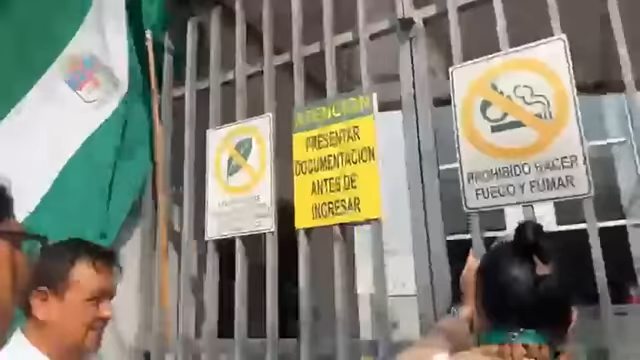 ATENCION
PRESENTAR
DOCUMENTACION
ANTES DE
INGRESAR
PROHIBIDO HACER
FUEGO Y FUMAR